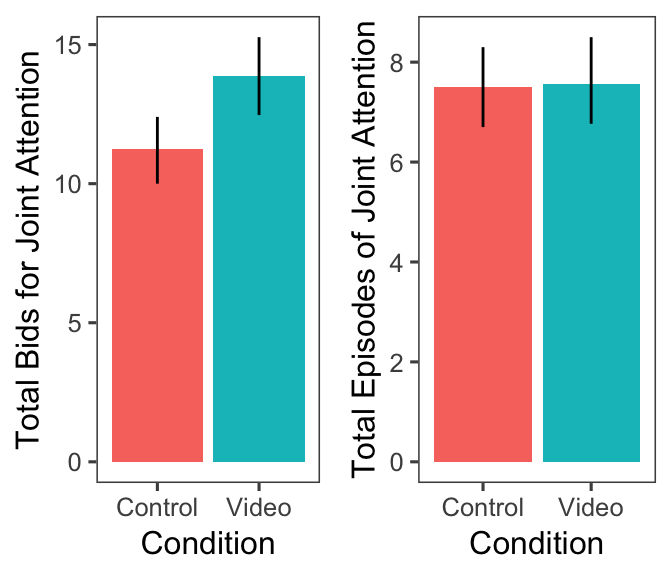 Total Bids for Joint Attention
15
10
5
0
Control Video
Condition
Total Episodes of Joint Attention
8
6
4
2
0
Control Video
Condition